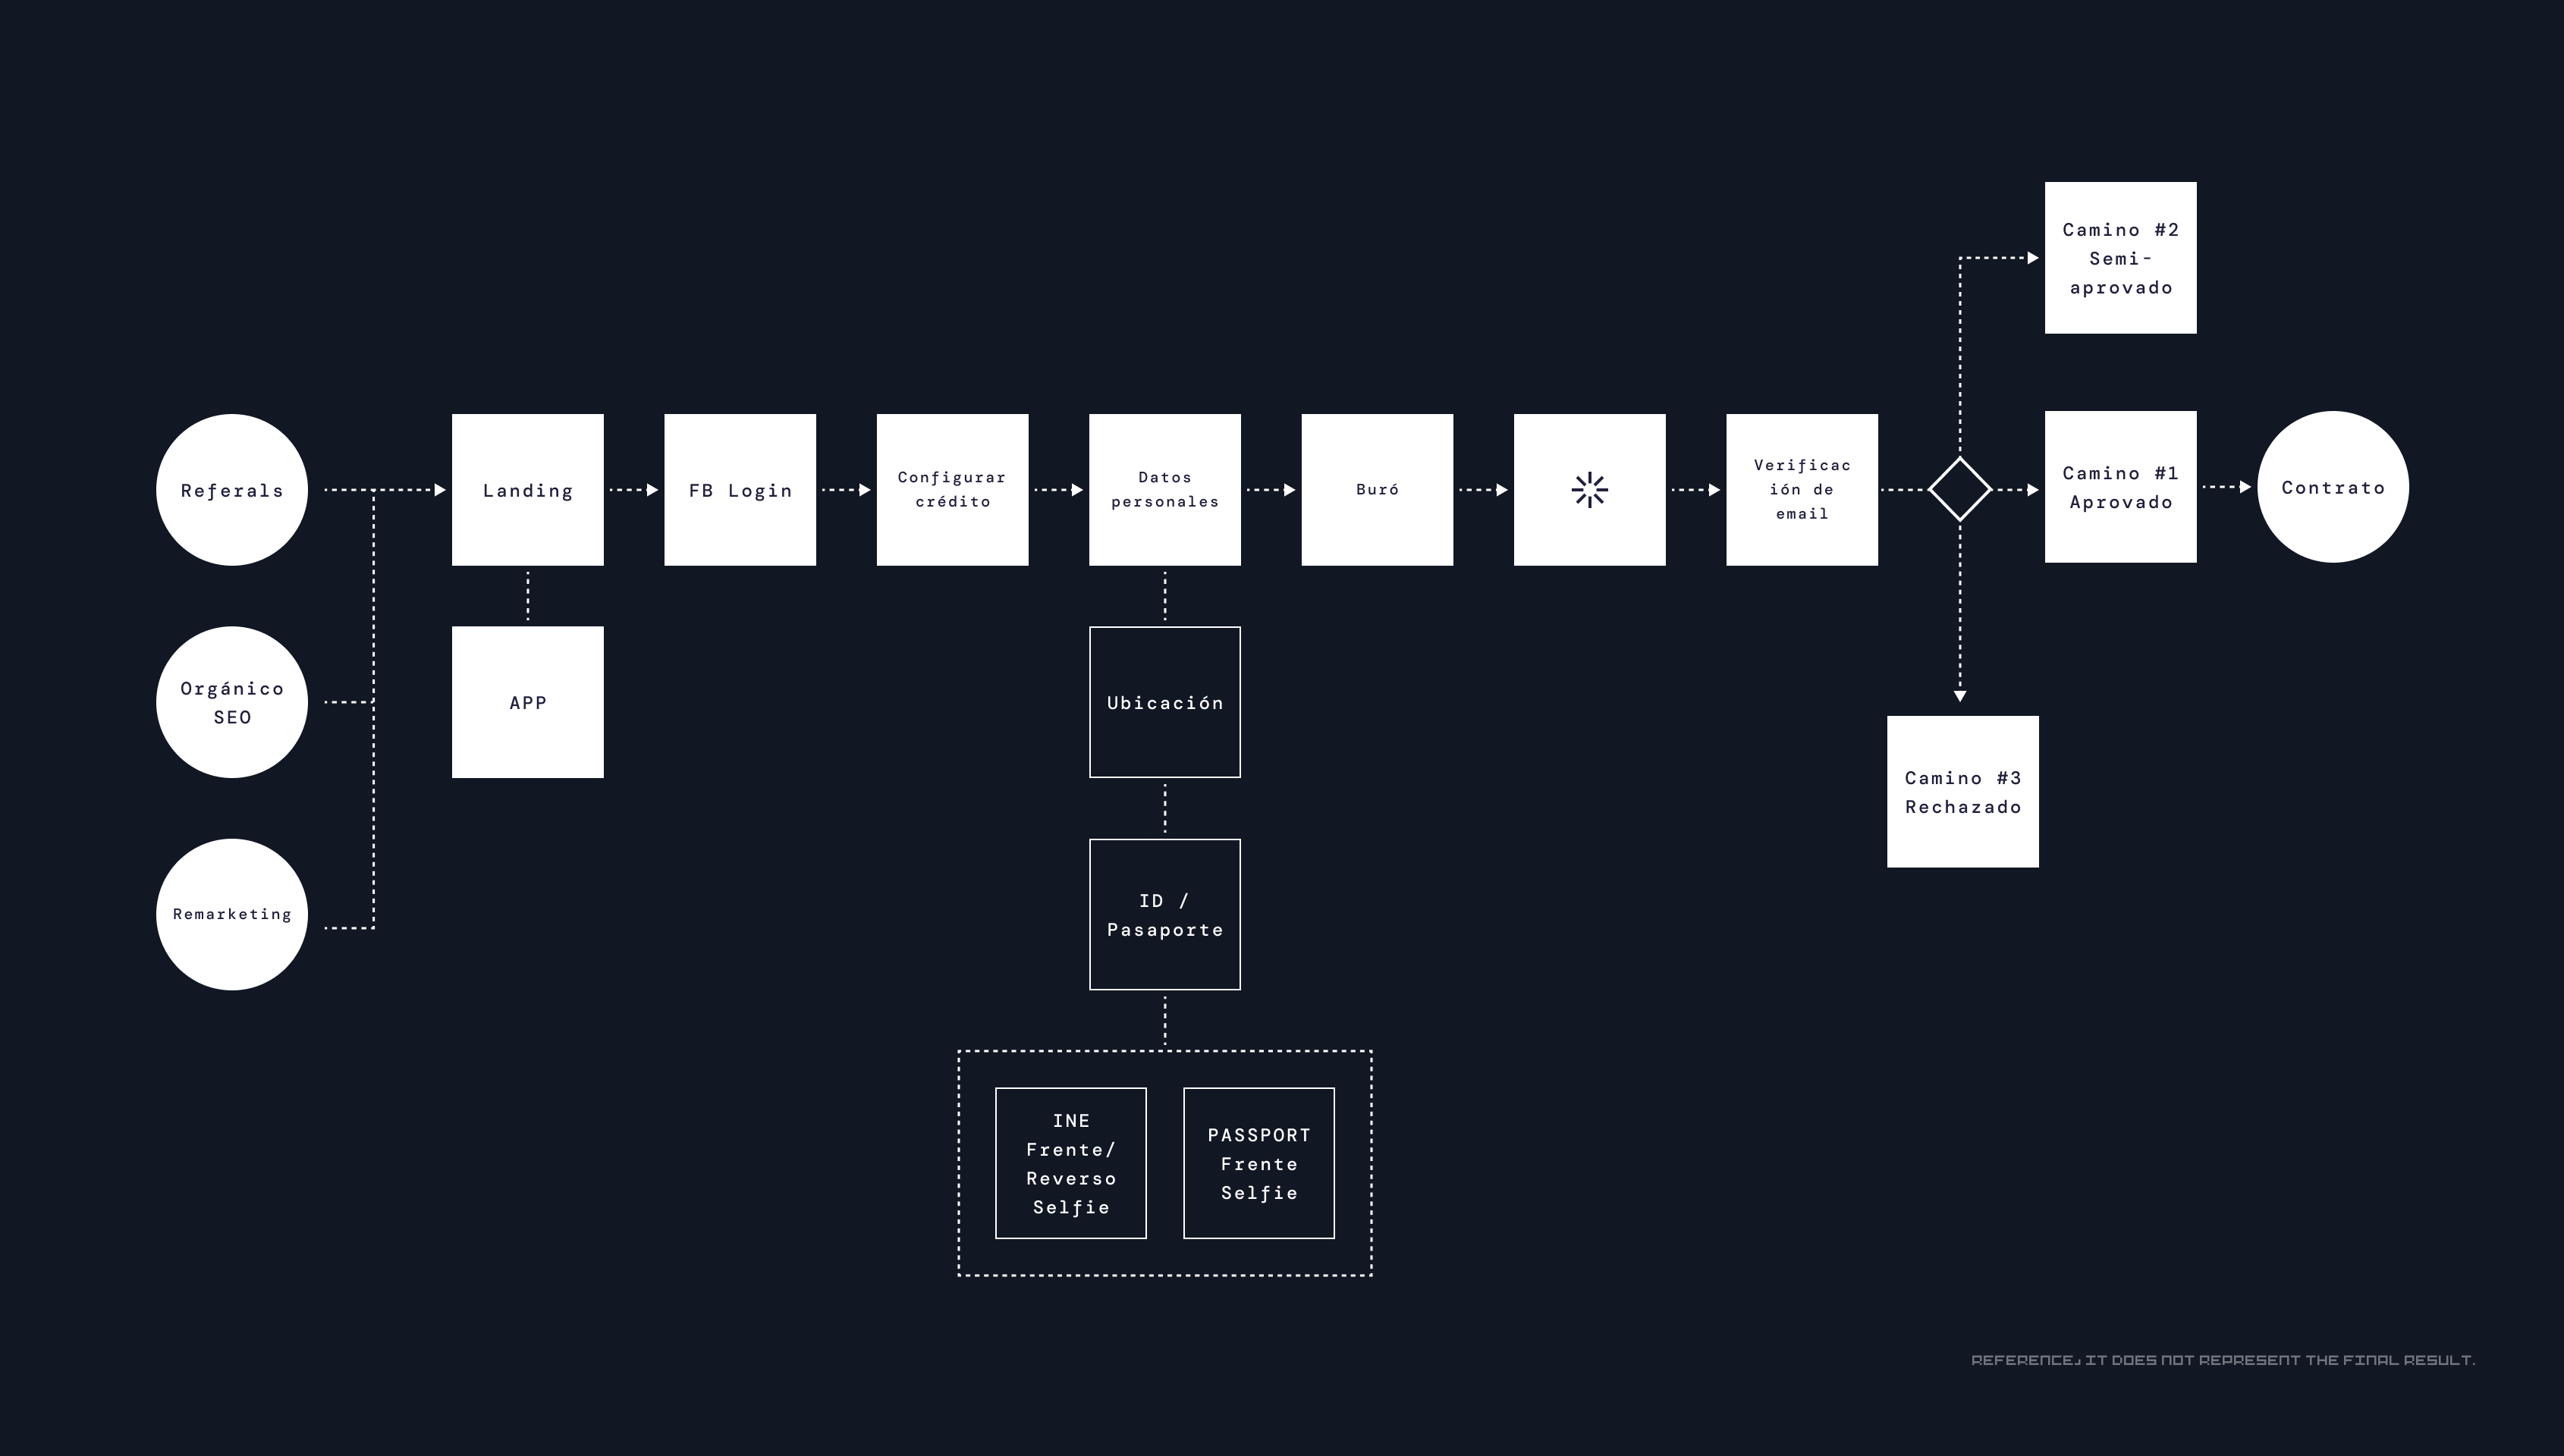 Camino #2
Semi-
aprovado
Referals
Landing
FB Login
Configurar
crédito
Datos
personales
Buró
Verificac
ión de
email
Camino #1
Aprovado
Contrato
Orgánico
SEO
APP
Ubicación
Camino #3
Rechazado
Remarketing
ID /
Pasaporte
INE
Frente/
Reverso
Selfie
PASSPORT
Frente
Selfie
REFERENCE, IT DOES NOT REPRESENT THE FINAL RESULT.